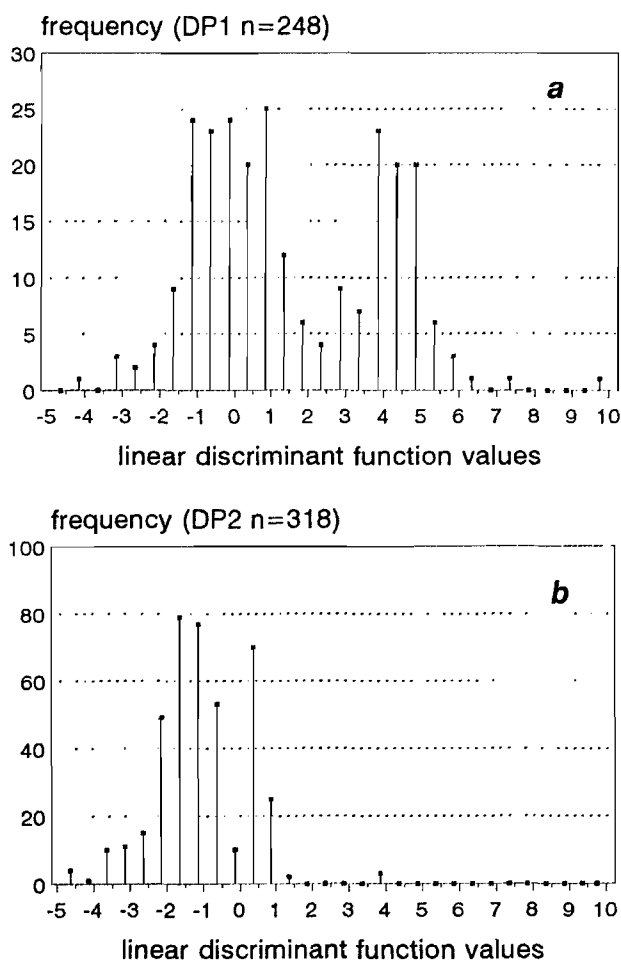 frequency (DP1 n=248)
30
a
25
20
15
10
5
0
-5 -4 -3 -2 -1 0 1 2 3 4 5 6 7 8 9 10
linear discriminant function values
frequency (DP2 n=318)
100
b
80
60
40
20
0
-5 -4 -3 -2 -1 0 1 2 3 4 5 6 7 8 9 10
linear discriminant function values